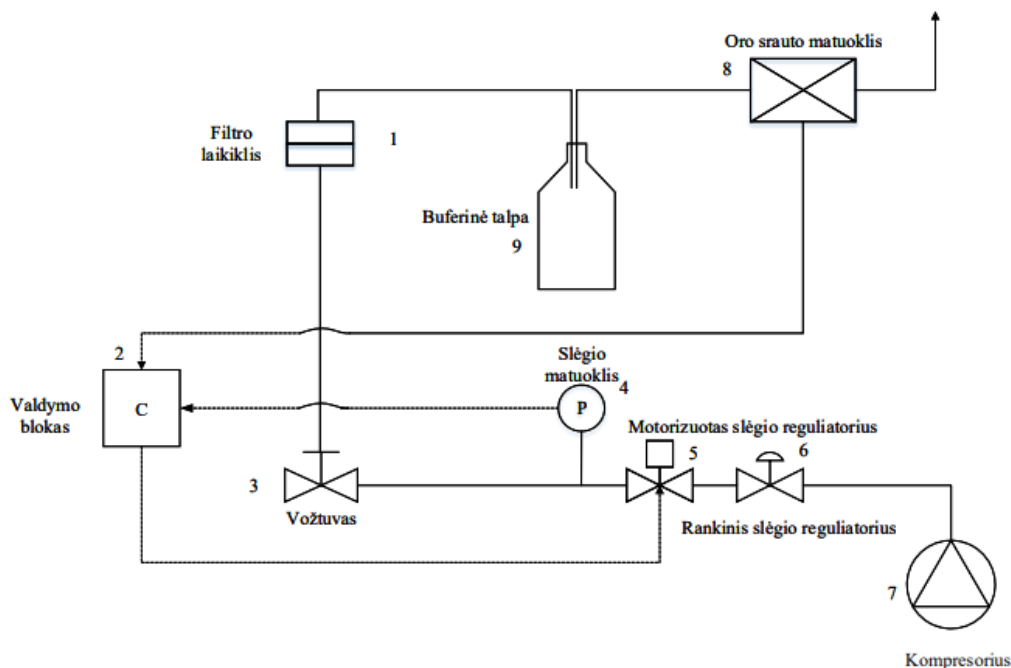 Oro srauto matuoklis
8
Filtro
laikiklis
1
Buferinė talpa
9
2
Valdymo
blokas
C
Slėgio
matuoklis
4
P
Motorizuotas slėgio reguliatorius
5
6
3
Vožtuvas
Rankinis slėgio reguliatorius
7
Kompresorius